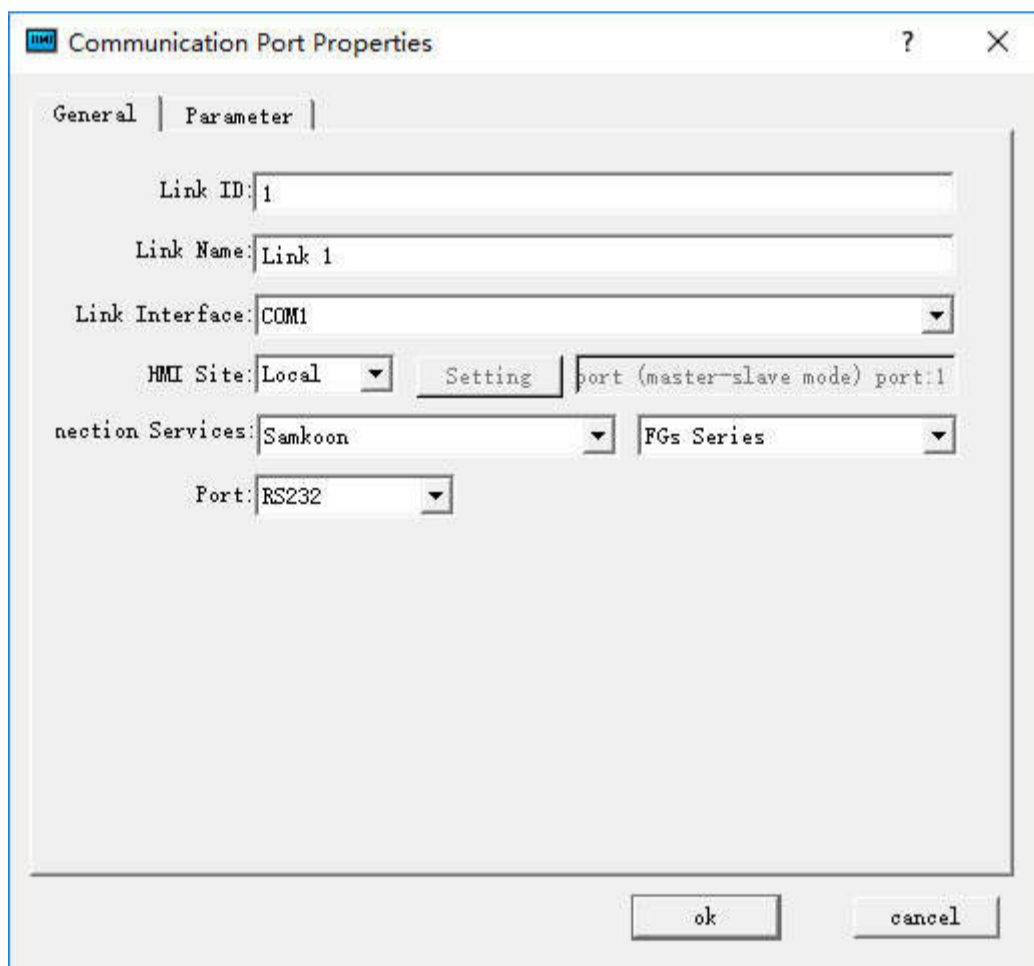 HMI Communication Port Properties ? ×
General Parameter
Link ID: 1
Link Name: Link 1
Link Interface: COM1
HMI Site: Local Setting port (master-slave mode) port:1
nection Services: Samkoon FGs Series
Port: RS232
ok cancel